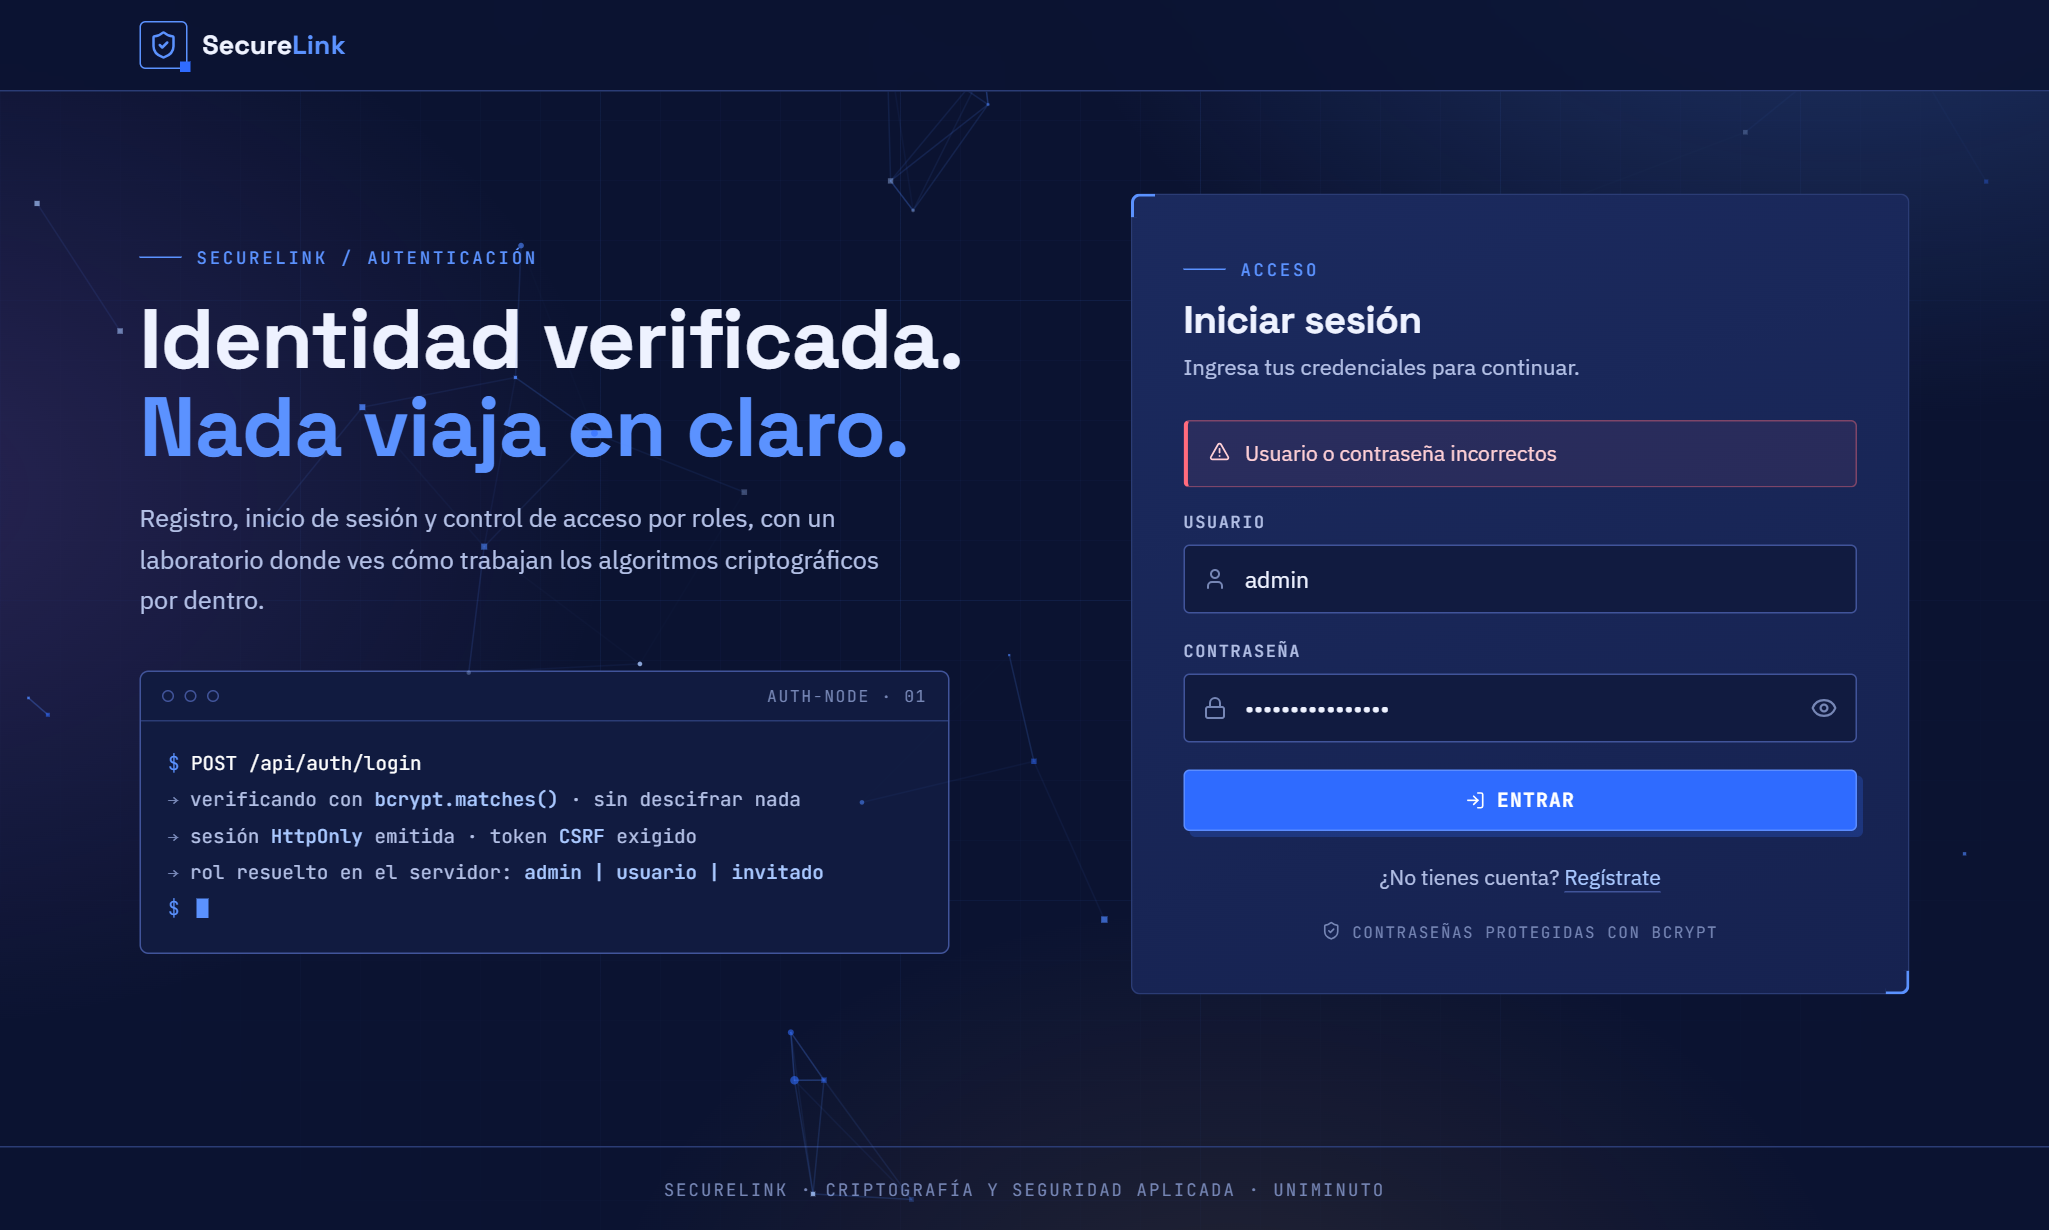 SecureLink
SECURELINK / AUTENTICACIÓN
Identidad verificada.
Nada viaja en claro.
Registro, inicio de sesión y control de acceso por roles, con un
laboratorio donde ves cómo trabajan los algoritmos criptográficos
por dentro.
AUTH-NODE · 01
$ POST /api/auth/login
→ verificando con bcrypt.matches() · sin descifrar nada
→ sesión HttpOnly emitida · token CSRF exigido
→ rol resuelto en el servidor: admin | usuario | invitado
$
ACCESO
Iniciar sesión
Ingresa tus credenciales para continuar.
Usuario o contraseña incorrectos
USUARIO
admin
CONTRASEÑA
••••••••••••••••
ENTRAR
¿No tienes cuenta? Regístrate
CONTRASEÑAS PROTEGIDAS CON BCRYPT
SECURELINK · CRIPTOGRAFÍA Y SEGURIDAD APLICADA · UNIMINUTO